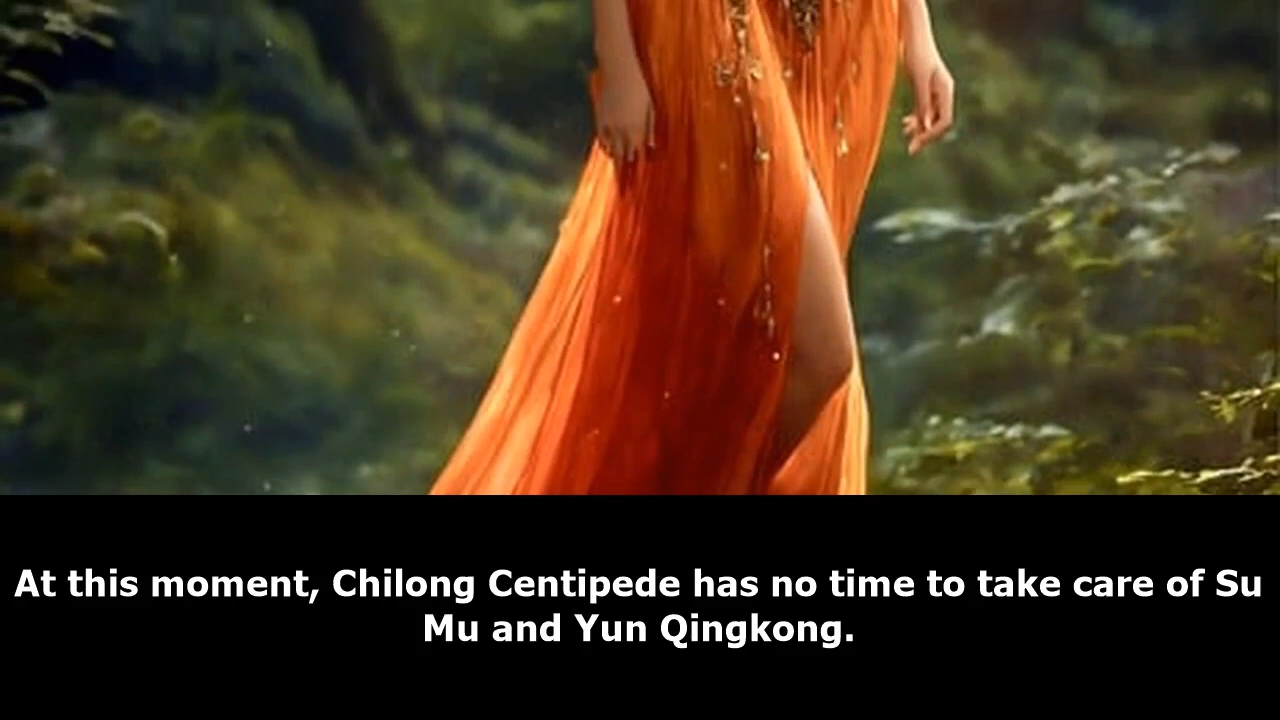 At this moment, Chilong Centipede has no time to take care of Su
Mu and Yun Qingkong.